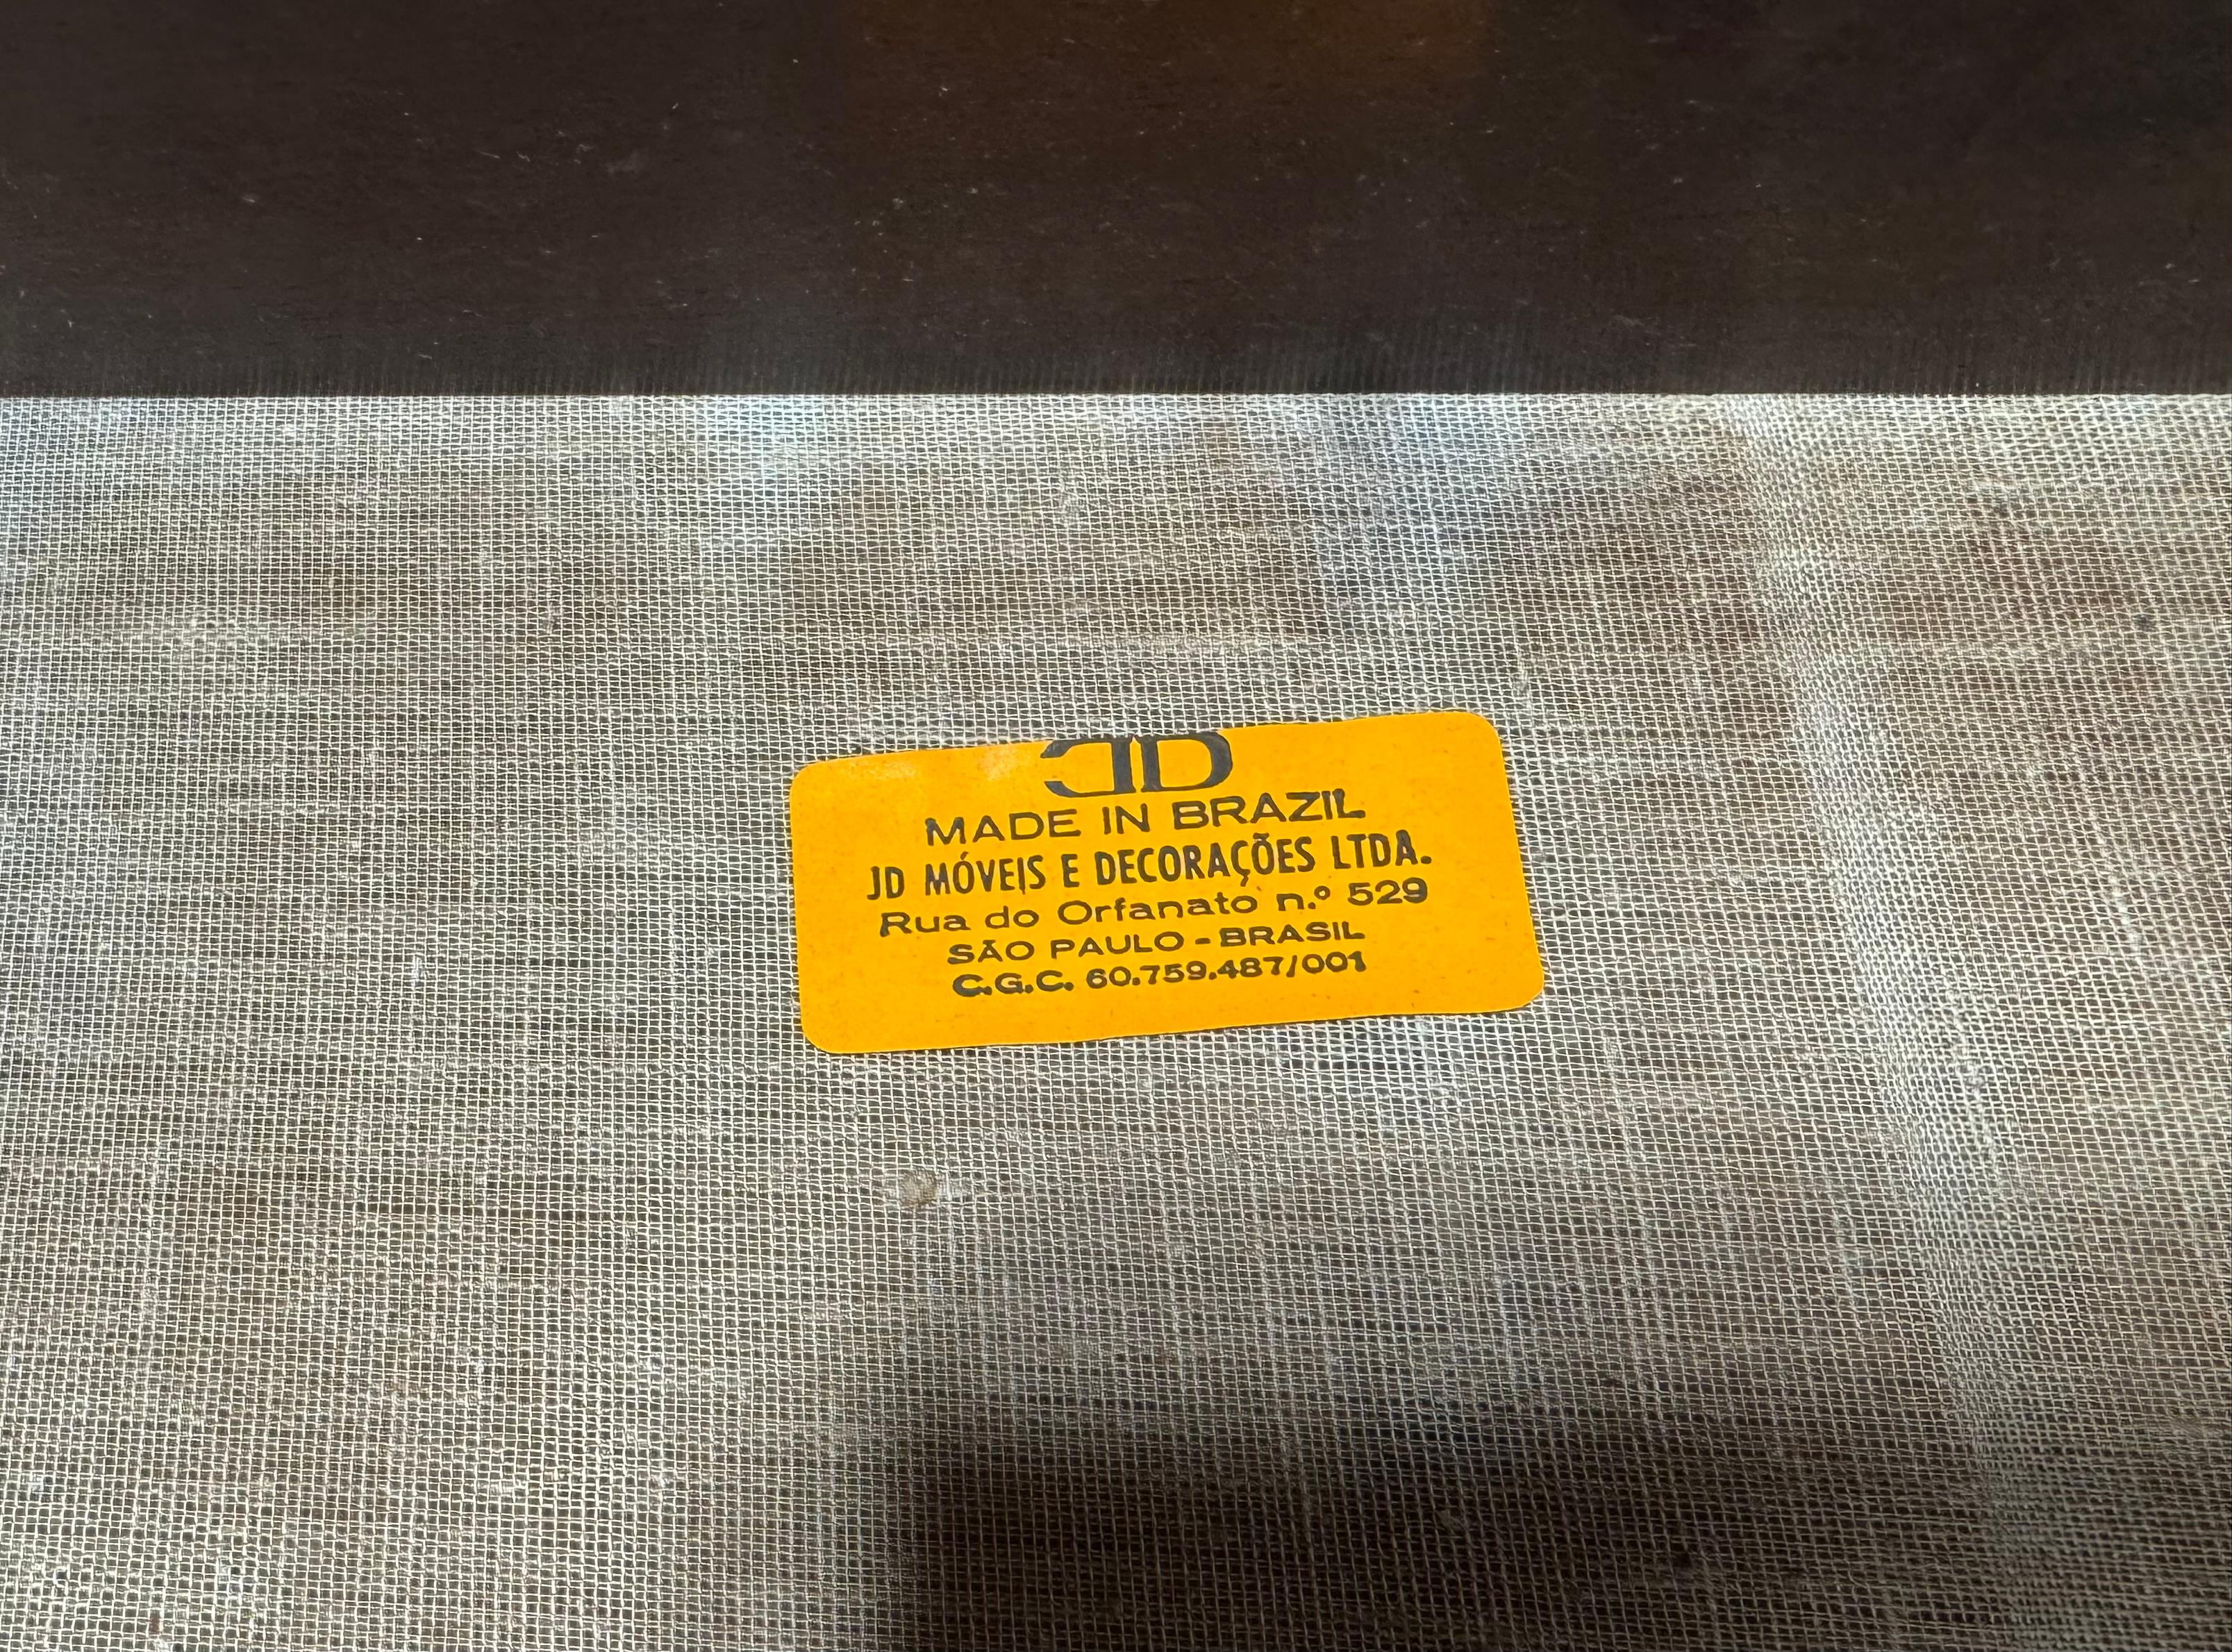 JD
MADE IN BRAZIL
JD MÓVEIS E DECORAÇÕES LTDA.
Rua do Orfanato n.º 529
SÃO PAULO - BRASIL
C.G.C. 60.759.487/001